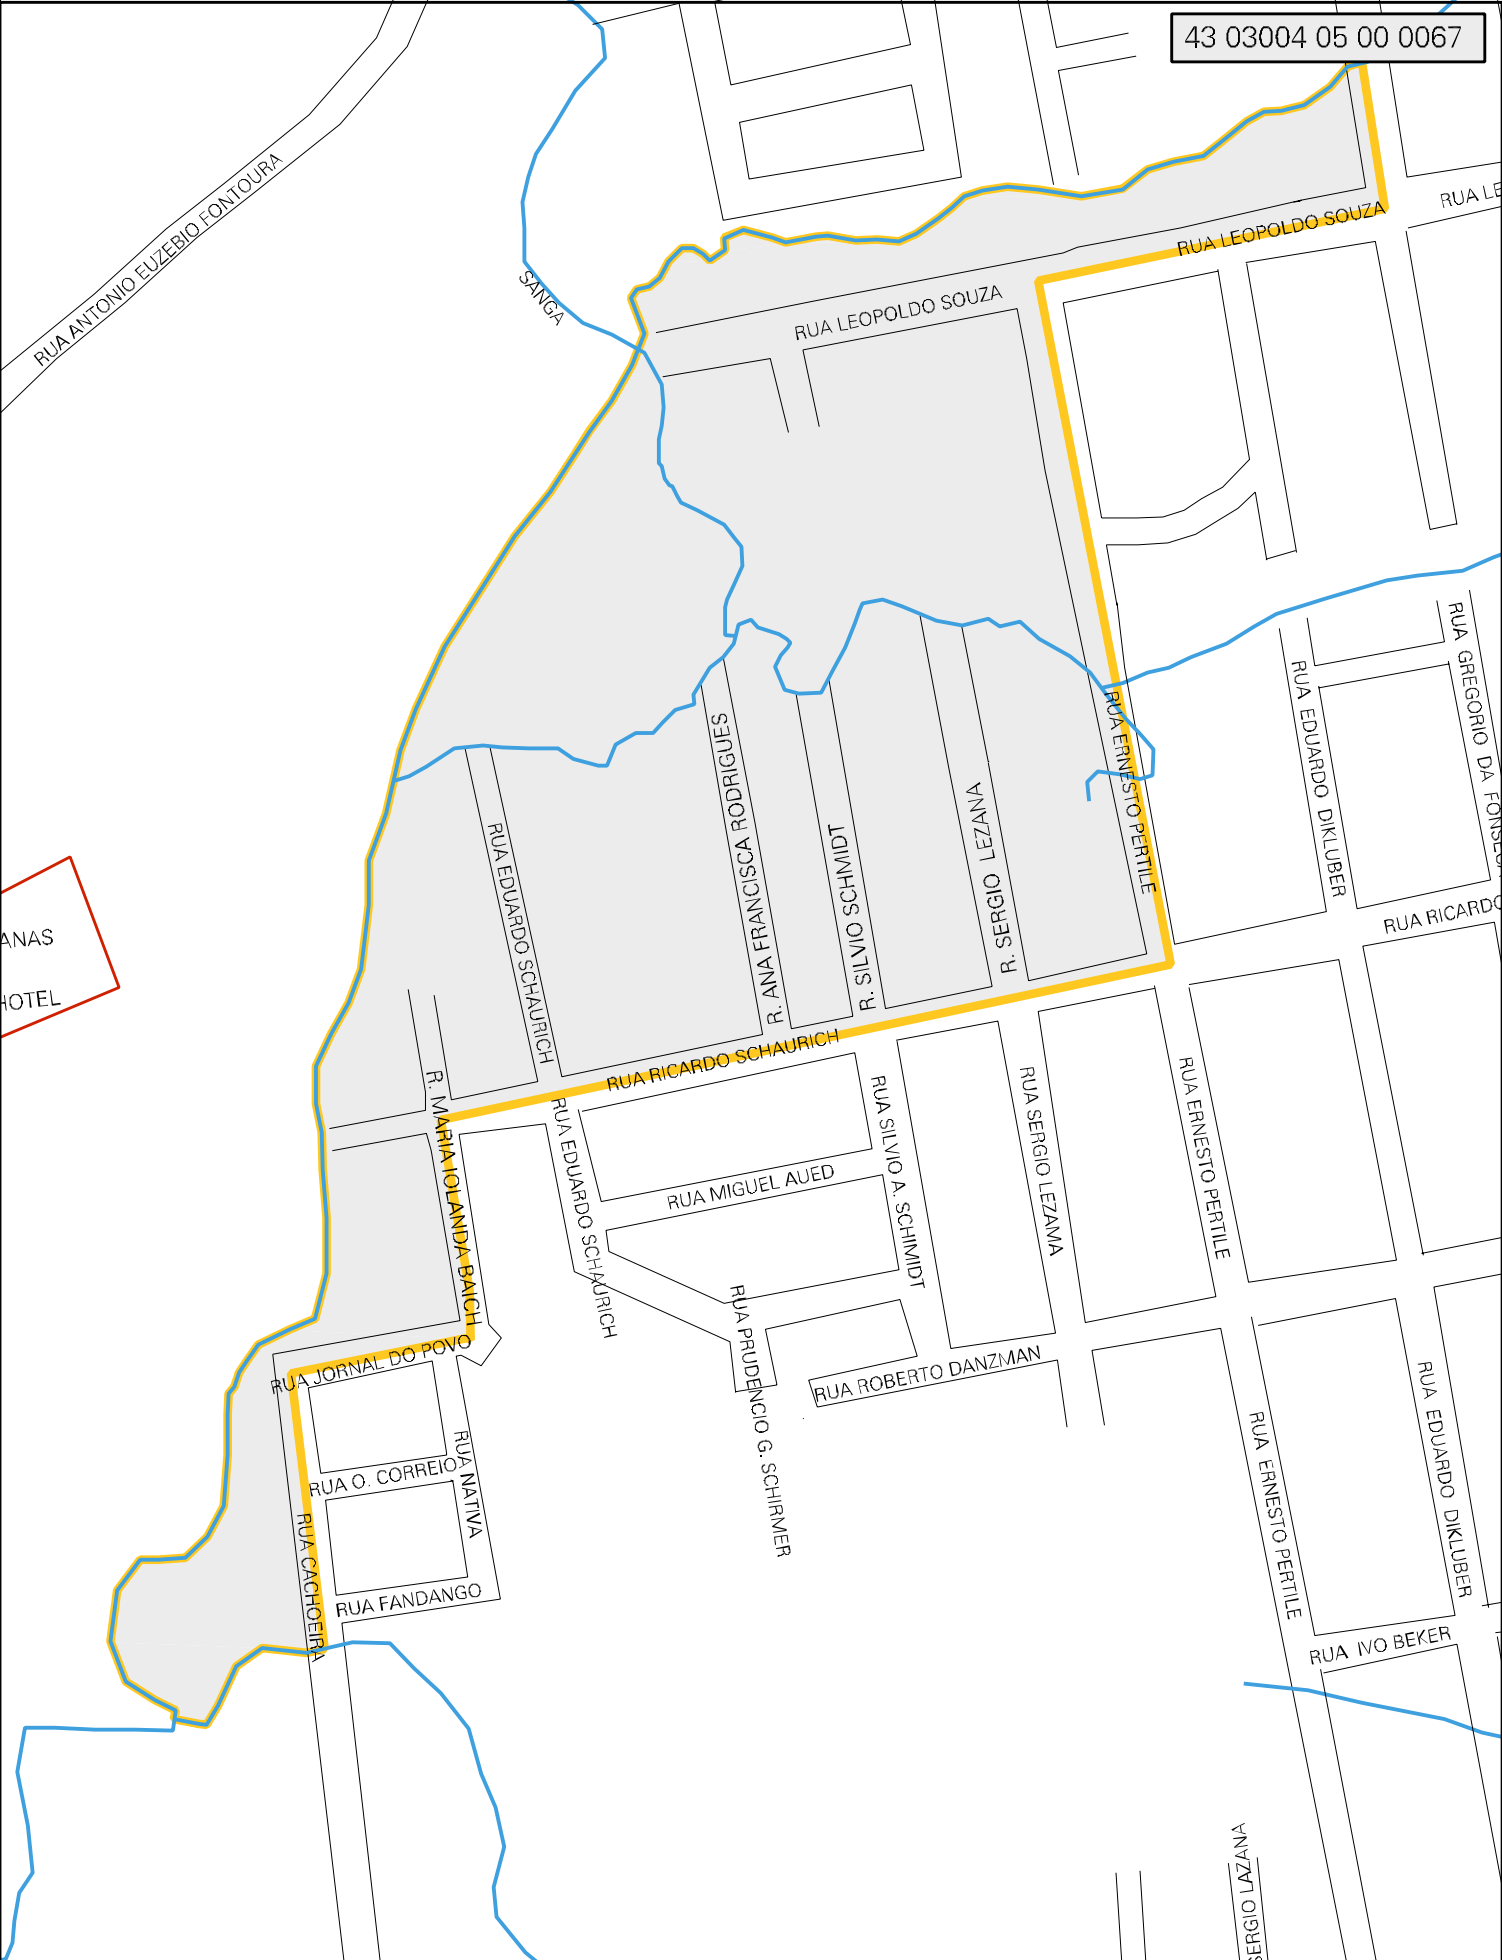 43 03004 05 00 0067
RUA ANTONIO EUZEBIO FONTOURA
SANGA
RUA LE
RUA LEOPOLDO SOUZA
RUA LEOPOLDO SOUZA
RUA GREGORIO DA FONSECA
RUA EDUARDO DIKLUBER
RUA ERNESTO PERTILE
R. ANA FRANCISCA RODRIGUES
R. SILVIO SCHMIDT
R. SERGIO LEZANA
RUA EDUARDO SCHAURICH
RUA RICARDO
ANAS
HOTEL
RUA RICARDO SCHAURICH
R. MARIA IOLANDA BAICH
RUA EDUARDO SCHAURICH
RUA MIGUEL AUED
RUA SILVIO A. SCHIMIDT
RUA SERGIO LEZAMA
RUA ERNESTO PERTILE
RUA PRUDENCIO G. SCHIRMER
RUA ROBERTO DANZMAN
RUA JORNAL DO POVO
RUA O. CORREIO
RUA NATIVA
RUA CACHOEIRA
RUA FANDANGO
RUA ERNESTO PERTILE
RUA EDUARDO DIKLUBER
RUA IVO BEKER
SERGIO LAZANA